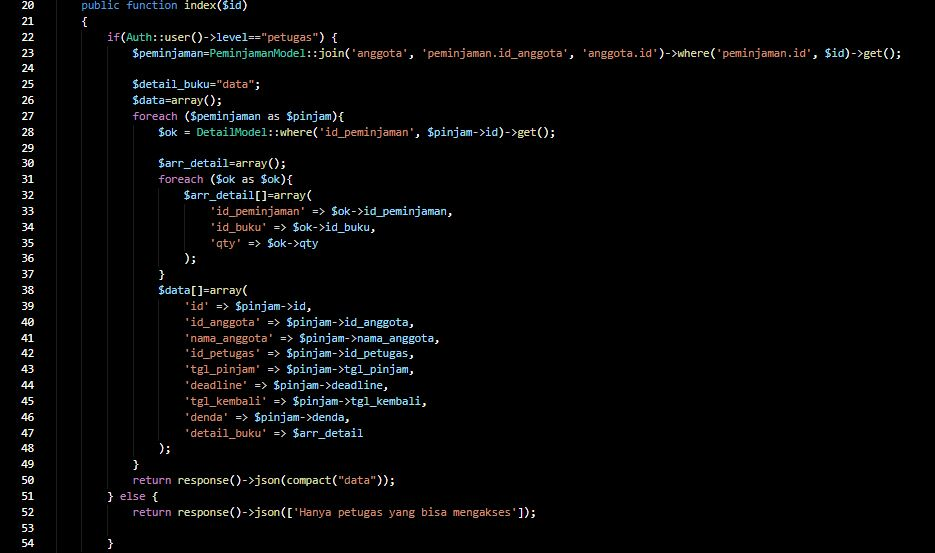 20 public function index($id)
21 {
22 if(Auth::user()->level=="petugas") {
23 $peminjaman=PeminjamanModel::join('anggota', 'peminjaman.id_anggota', 'anggota.id')->where('peminjaman.id', $id)->get();
24
25 $detail_buku="data";
26 $data=array();
27 foreach ($peminjaman as $pinjam){
28 $ok = DetailModel::where('id_peminjaman', $pinjam->id)->get();
29
30 $arr_detail=array();
31 foreach ($ok as $ok){
32 $arr_detail[]=array(
33 'id_peminjaman' => $ok->id_peminjaman,
34 'id_buku' => $ok->id_buku,
35 'qty' => $ok->qty
36 );
37 }
38 $data[]=array(
39 'id' => $pinjam->id,
40 'id_anggota' => $pinjam->id_anggota,
41 'nama_anggota' => $pinjam->nama_anggota,
42 'id_petugas' => $pinjam->id_petugas,
43 'tgl_pinjam' => $pinjam->tgl_pinjam,
44 'deadline' => $pinjam->deadline,
45 'tgl_kembali' => $pinjam->tgl_kembali,
46 'denda' => $pinjam->denda,
47 'detail_buku' => $arr_detail
48 );
49 }
50 return response()->json(compact("data"));
51 } else {
52 return response()->json(['Hanya petugas yang bisa mengakses']);
53
54 }